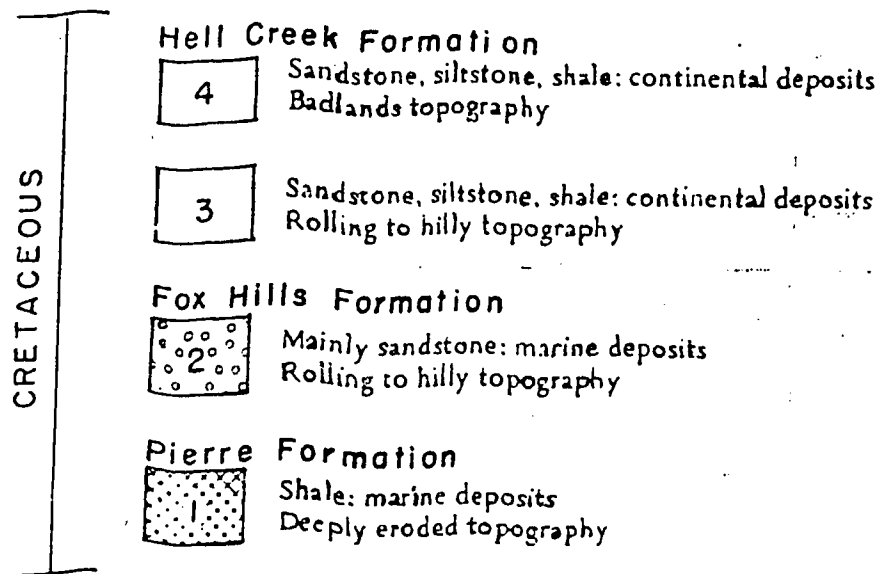 CRETACEOUS
Hell Creek Formation
4
Sandstone, siltstone, shale: continental deposits
Badlands topography
3
Sandstone, siltstone, shale: continental deposits
Rolling to hilly topography
Fox Hills Formation
2
Mainly sandstone: marine deposits
Rolling to hilly topography
Pierre Formation
1
Shale: marine deposits
Deeply eroded topography